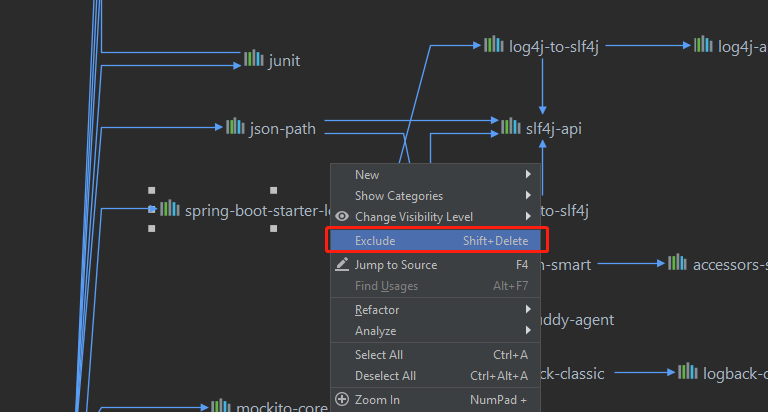 log4j-to-slf4j
log4j-a
junit
json-path
slf4j-api
New
Show Categories
spring-boot-starter-lo
Change Visibility Level
to-slf4j
Exclude Shift+Delete
Jump to Source F4
n-smart
accessors-s
Find Usages Alt+F7
Refactor
uddy-agent
Analyze
Select All Ctrl+A
Deselect All Ctrl+Alt+A
ck-classic
logback-c
Zoom In NumPad +
mockito-core